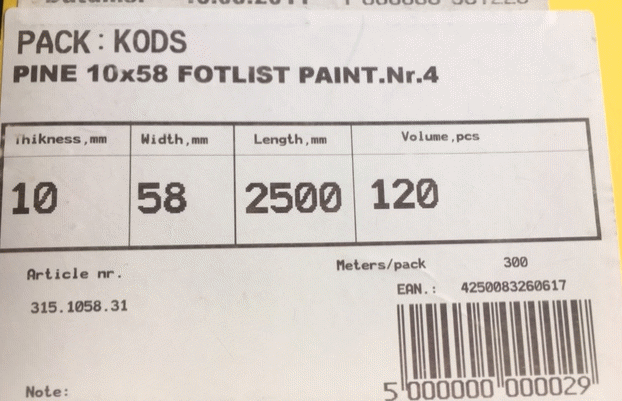 PACK : KODS
PINE 10x58 FOTLIST PAINT.Nr.4
Thikness,mm Width,mm Length,mm Volume,pcs
10 58 2500 120
Meters/pack 300
Article nr.
EAN.: 4250083260617
315.1058.31
Note:
5 000000 000029